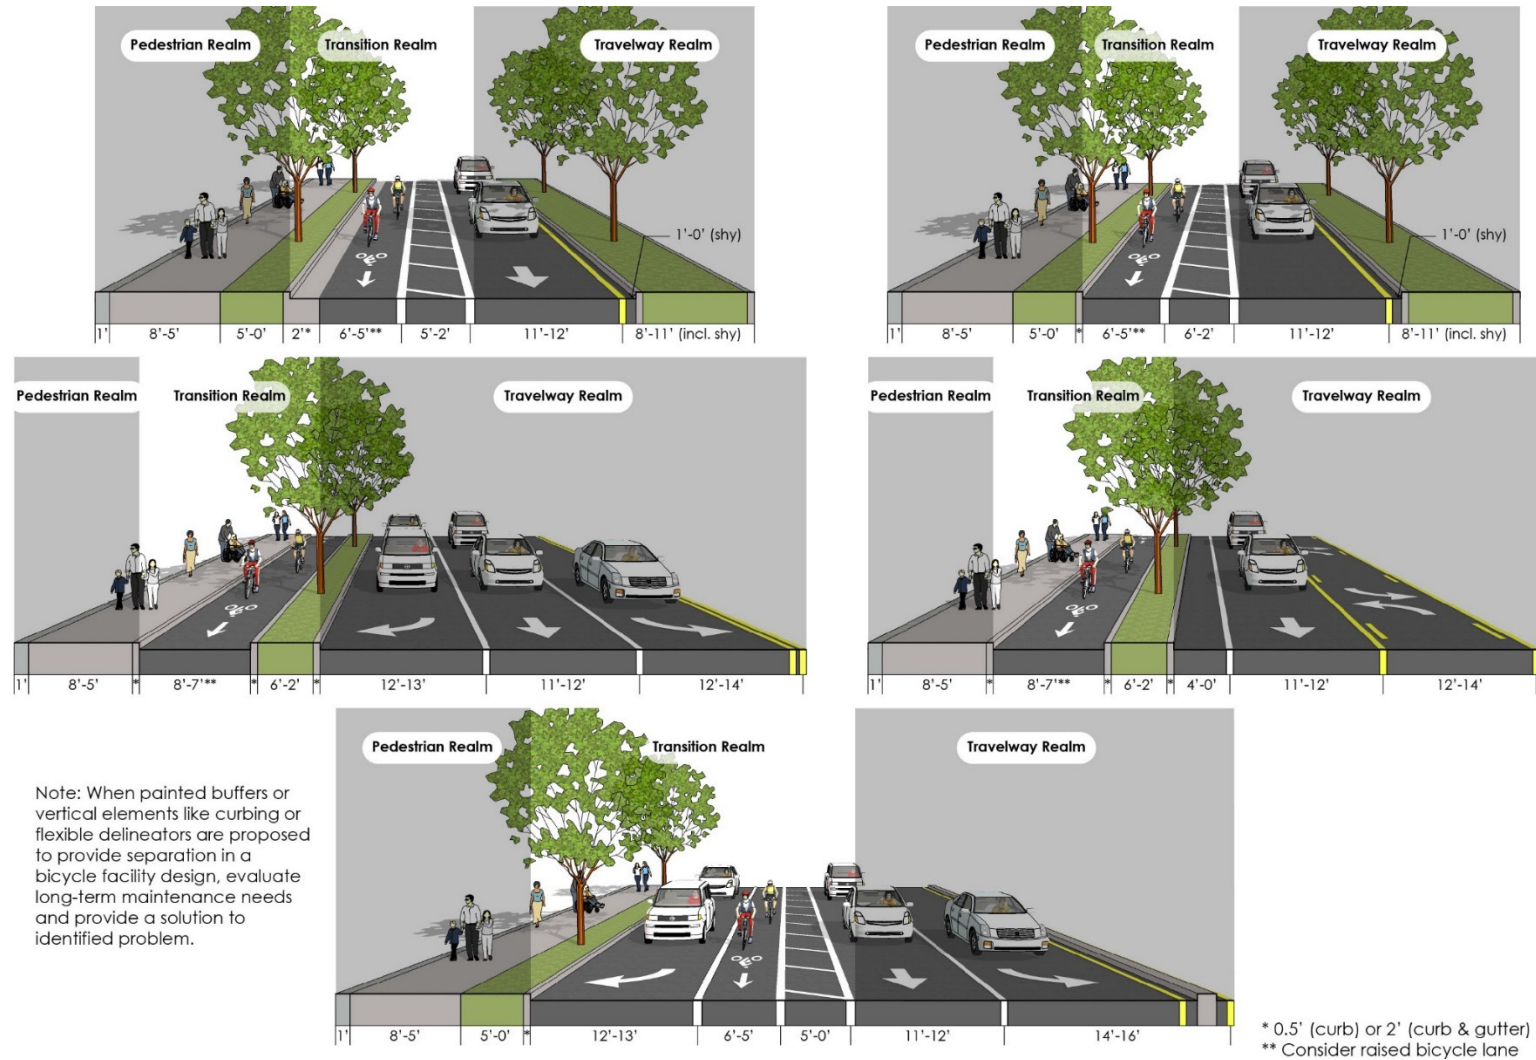 Pedestrian Realm Transition Realm Travelway Realm
1'-0' (shy)
1' 8'-5' 5'-0' 2'* 6'-5'** 5'-2' 11'-12' 8'-11' (incl. shy)
Pedestrian Realm Transition Realm Travelway Realm
1'-0' (shy)
1' 8'-5' 5'-0' * 6'-5'** 6'-2' 11'-12' 8'-11' (incl. shy)
Pedestrian Realm Transition Realm Travelway Realm
1' 8'-5' * 8'-7'** * 6'-2' * 12'-13' 11'-12' 12'-14'
Pedestrian Realm Transition Realm Travelway Realm
1' 8'-5' * 8'-7'** * 6'-2' * 4'-0' 11'-12' 12'-14'
Note: When painted buffers or
vertical elements like curbing or
flexible delineators are proposed
to provide separation in a
bicycle facility design, evaluate
long-term maintenance needs
and provide a solution to
identified problem.
Pedestrian Realm Transition Realm Travelway Realm
1' 8'-5' 5'-0' * 12'-13' 6'-5' 5'-0' 11'-12' 14'-16'
* 0.5' (curb) or 2' (curb & gutter)
** Consider raised bicycle lane